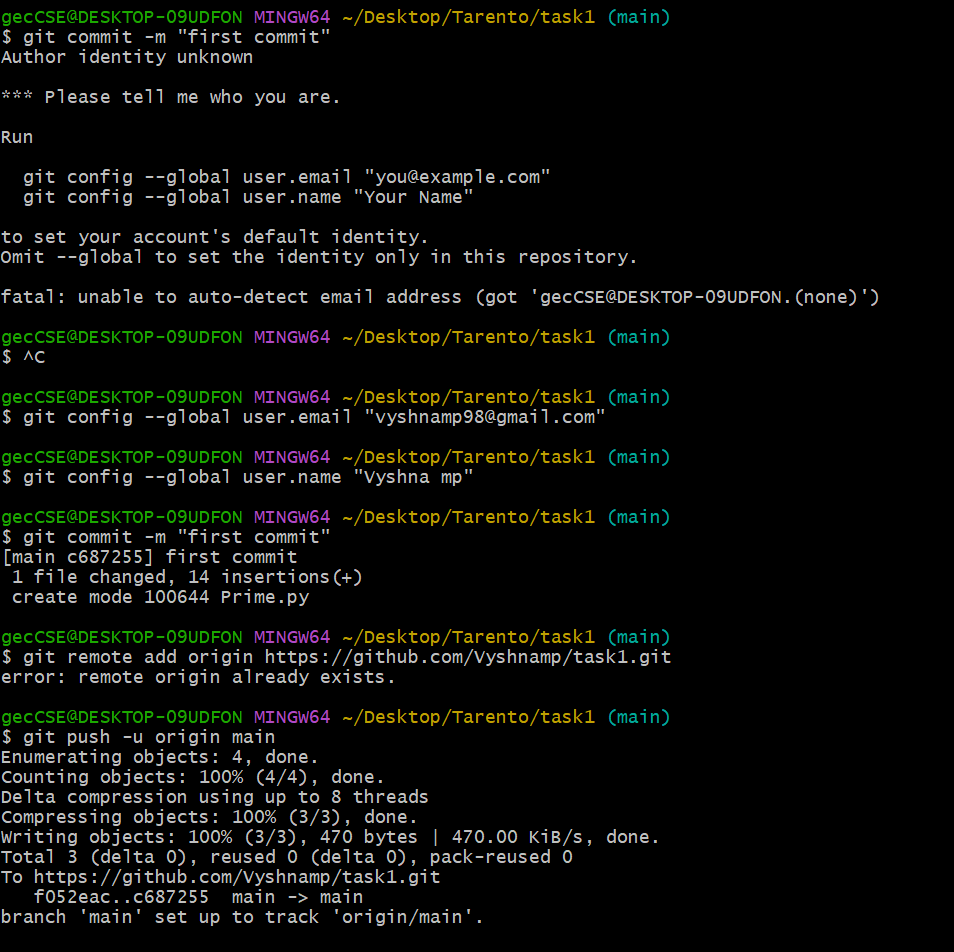 gecCSE@DESKTOP-09UDFON MINGW64 ~/Desktop/Tarento/task1 (main)
$ git commit -m "first commit"
Author identity unknown
*** Please tell me who you are.
Run
git config --global user.email "you@example.com"
git config --global user.name "Your Name"
to set your account's default identity.
Omit --global to set the identity only in this repository.
fatal: unable to auto-detect email address (got 'gecCSE@DESKTOP-09UDFON.(none)')
gecCSE@DESKTOP-09UDFON MINGW64 ~/Desktop/Tarento/task1 (main)
$ ^C
gecCSE@DESKTOP-09UDFON MINGW64 ~/Desktop/Tarento/task1 (main)
$ git config --global user.email "vyshnamp98@gmail.com"
gecCSE@DESKTOP-09UDFON MINGW64 ~/Desktop/Tarento/task1 (main)
$ git config --global user.name "Vyshna mp"
gecCSE@DESKTOP-09UDFON MINGW64 ~/Desktop/Tarento/task1 (main)
$ git commit -m "first commit"
[main c687255] first commit
1 file changed, 14 insertions(+)
create mode 100644 Prime.py
gecCSE@DESKTOP-09UDFON MINGW64 ~/Desktop/Tarento/task1 (main)
$ git remote add origin https://github.com/Vyshnamp/task1.git
error: remote origin already exists.
gecCSE@DESKTOP-09UDFON MINGW64 ~/Desktop/Tarento/task1 (main)
$ git push -u origin main
Enumerating objects: 4, done.
Counting objects: 100% (4/4), done.
Delta compression using up to 8 threads
Compressing objects: 100% (3/3), done.
Writing objects: 100% (3/3), 470 bytes | 470.00 KiB/s, done.
Total 3 (delta 0), reused 0 (delta 0), pack-reused 0
To https://github.com/Vyshnamp/task1.git
f052eac..c687255  main -> main
branch 'main' set up to track 'origin/main'.